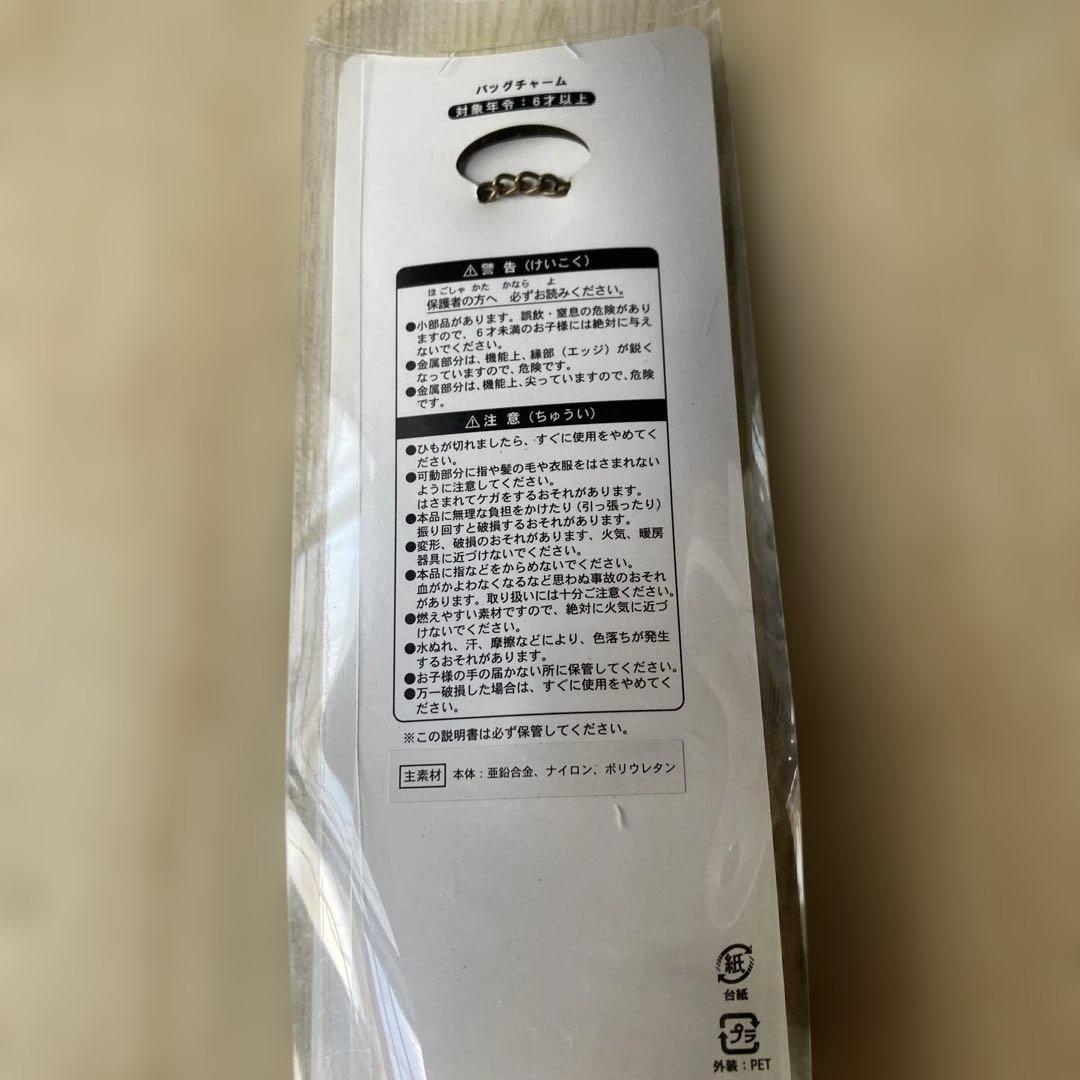 バッグチャーム
対象年令：6才以上
⚠警 告（けいこく）
ほ ごしゃ かた かなら よ
保護者の方へ 必ずお読みください。
●小部品があります。誤飲・窒息の危険があり
ますので、６才未満のお子様には絶対に与え
ないでください。
●金属部分は、機能上、縁部（エッジ）が鋭く
なっていますので、危険です。
●金属部分は、機能上、尖っていますので、危険
です。
⚠注 意（ちゅうい）
●ひもが切れましたら、すぐに使用をやめてく
ださい。
●可動部分に指や髪の毛や衣服をはさまれない
ように注意してください。
はさまれてケガをするおそれがあります。
●本品に無理な負担をかけたり（引っ張ったり）
振り回すと破損するおそれがあります。
●変形、破損のおそれがあります、火気、暖房
器具に近づけないでください。
●本品に指などをからめないでください。
血がかよわなくなるなど思わぬ事故のおそれ
があります。取り扱いには十分ご注意ください。
●燃えやすい素材ですので、絶対に火気に近づ
けないでください。
●水ぬれ、汗、摩擦などにより、色落ちが発生
するおそれがあります。
●お子様の手の届かない所に保管してください。
●万一破損した場合は、すぐに使用をやめてく
ださい。
※この説明書は必ず保管してください。
主素材 本体：亜鉛合金、ナイロン、ポリウレタン
紙
台紙
プラ
外装：PET